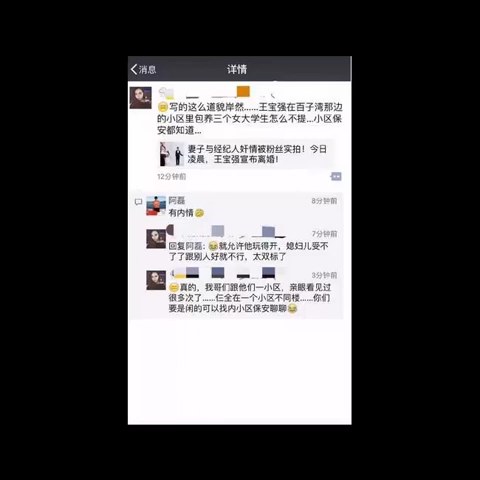 消息
详情
写的这么道貌岸然......王宝强在百子湾那边
的小区里包养三个女大学生怎么不提...小区保
安都知道...
妻子与经纪人奸情被粉丝实拍！今日
凌晨，王宝强宣布离婚！
12分钟前
阿磊
8分钟前
有内情
7分钟前
回复阿磊：就允许他玩得开，媳妇儿受不
了了跟别人好就不行，太双标了
3分钟前
真的，我哥们跟他们一小区，亲眼看见过
很多次了......仨全在一个小区不同楼......你们
要是闲的可以找内小区保安聊聊